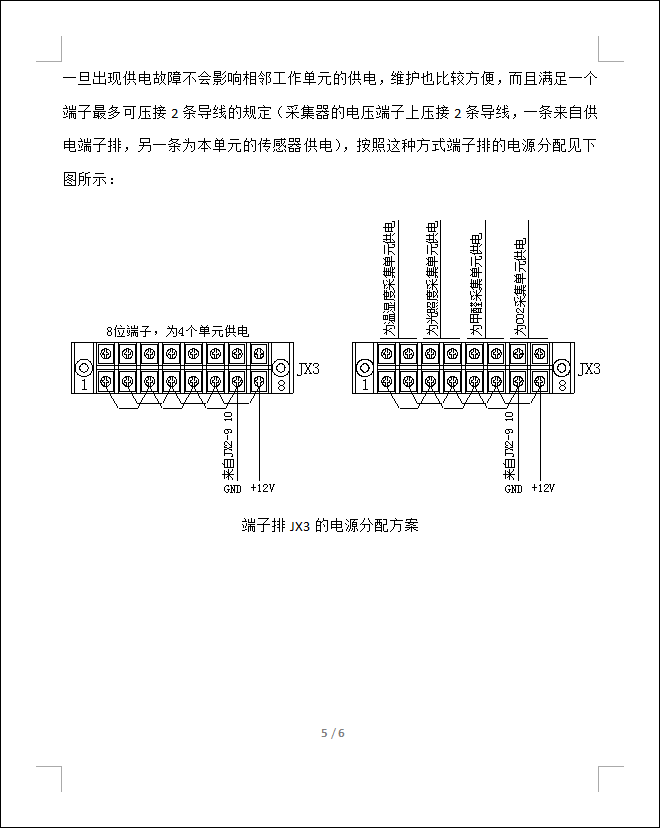 一旦出现供电故障不会影响相邻工作单元的供电，维护也比较方便，而且满足一个
端子最多可压接 2 条导线的规定（采集器的电压端子上压接 2 条导线，一条来自供
电端子排，另一条为本单元的传感器供电），按照这种方式端子排的电源分配见下
图所示：
8位端子，为4个单元供电
1
8
JX3
来自JX2-9 10
GND
+12V
为温湿度采集单元供电
为光照度采集单元供电
为甲醛采集单元供电
为CO2采集单元供电
1
8
JX3
来自JX2-9 10
GND
+12V
端子排 JX3 的电源分配方案
5 / 6